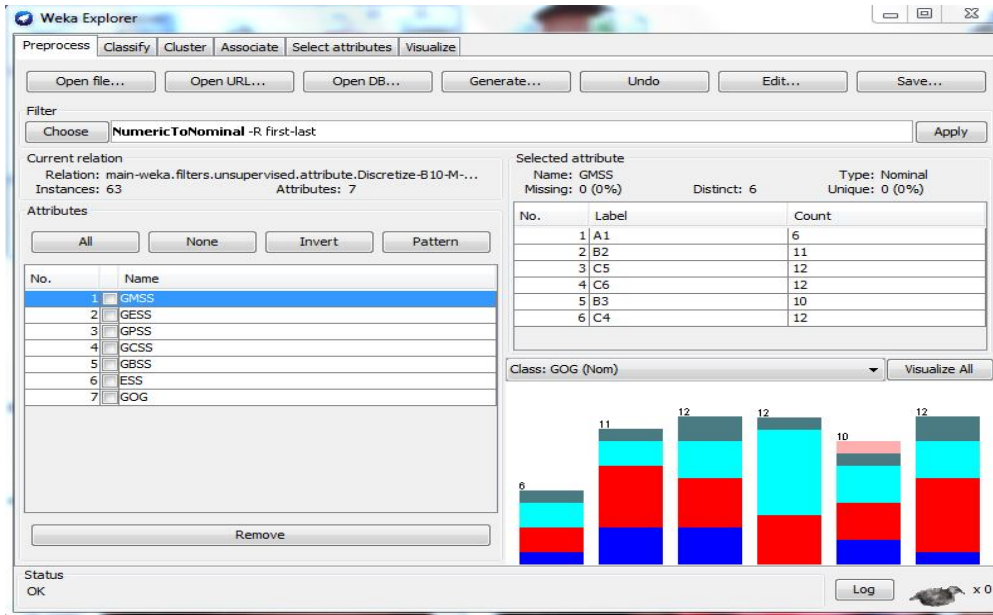 Weka Explorer
Preprocess Classify Cluster Associate Select attributes Visualize
Open file... Open URL... Open DB... Generate... Undo Edit... Save...
Filter
Choose NumericToNominal -R first-last Apply
Current relation
Relation: main-weka.filters.unsupervised.attribute.Discretize-B10-M-...
Instances: 63 Attributes: 7
Attributes
All None Invert Pattern
No. Name
1 GMSS
2 GESS
3 GPSS
4 GCSS
5 GBSS
6 ESS
7 GOG
Remove
Selected attribute
Name: GMSS Type: Nominal
Missing: 0 (0%) Distinct: 6 Unique: 0 (0%)
No. Label Count
1 A1 6
2 B2 11
3 C5 12
4 C6 12
5 B3 10
6 C4 12
Class: GOG (Nom) Visualize All
6 11 12 12 10 12
Status
OK Log x 0